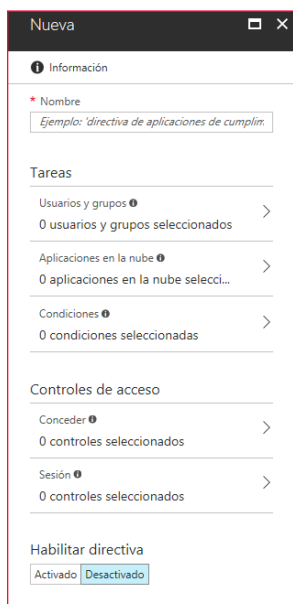 Nueva
Información
* Nombre
Ejemplo: 'directiva de aplicaciones de cumplim
Tareas
Usuarios y grupos
0 usuarios y grupos seleccionados
Aplicaciones en la nube
0 aplicaciones en la nube selecci...
Condiciones
0 condiciones seleccionadas
Controles de acceso
Conceder
0 controles seleccionados
Sesión
0 controles seleccionados
Habilitar directiva
Activado Desactivado